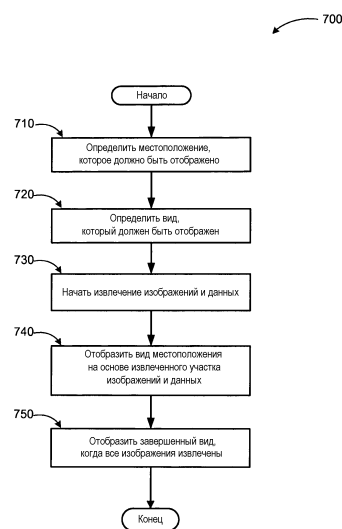 700
Начало
710
Определить местоположение,
которое должно быть отображено
720
Определить вид,
который должен быть отображен
730
Начать извлечение изображений и данных
740
Отобразить вид местоположения
на основе извлеченного участка
изображений и данных
750
Отобразить завершенный вид,
когда все изображения извлечены
Конец